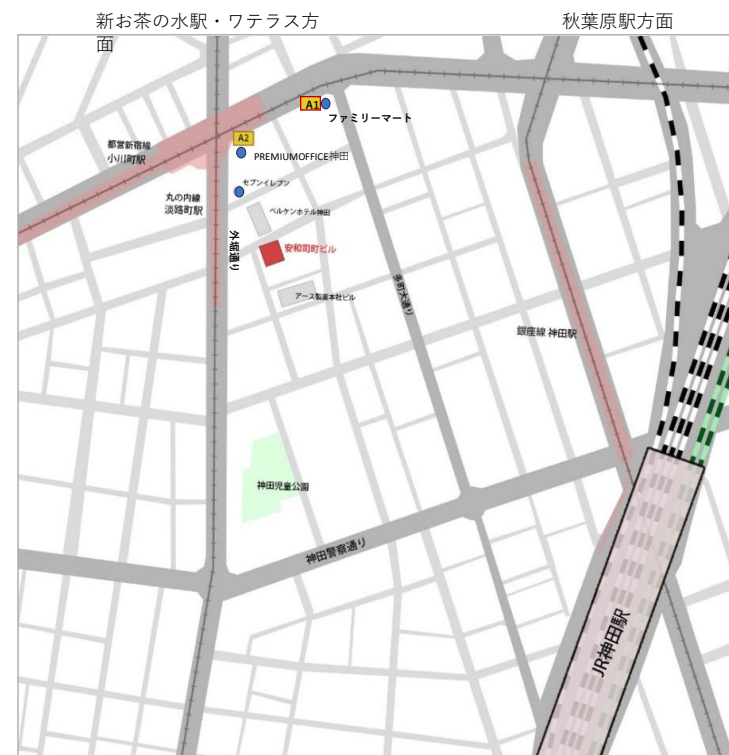 新お茶の水駅・ワテラス方
面
秋葉原駅方面
A1
ファミリーマート
A2
都営新宿線
小川町駅
PREMIUMOFFICE神田
セブンイレブン
丸の内線
淡路町駅
ベルケンホテル神田
外堀通り
安和司町ビル
アース製薬本社ビル
多町大通り
銀座線 神田駅
神田児童公園
神田警察通り
JR神田駅